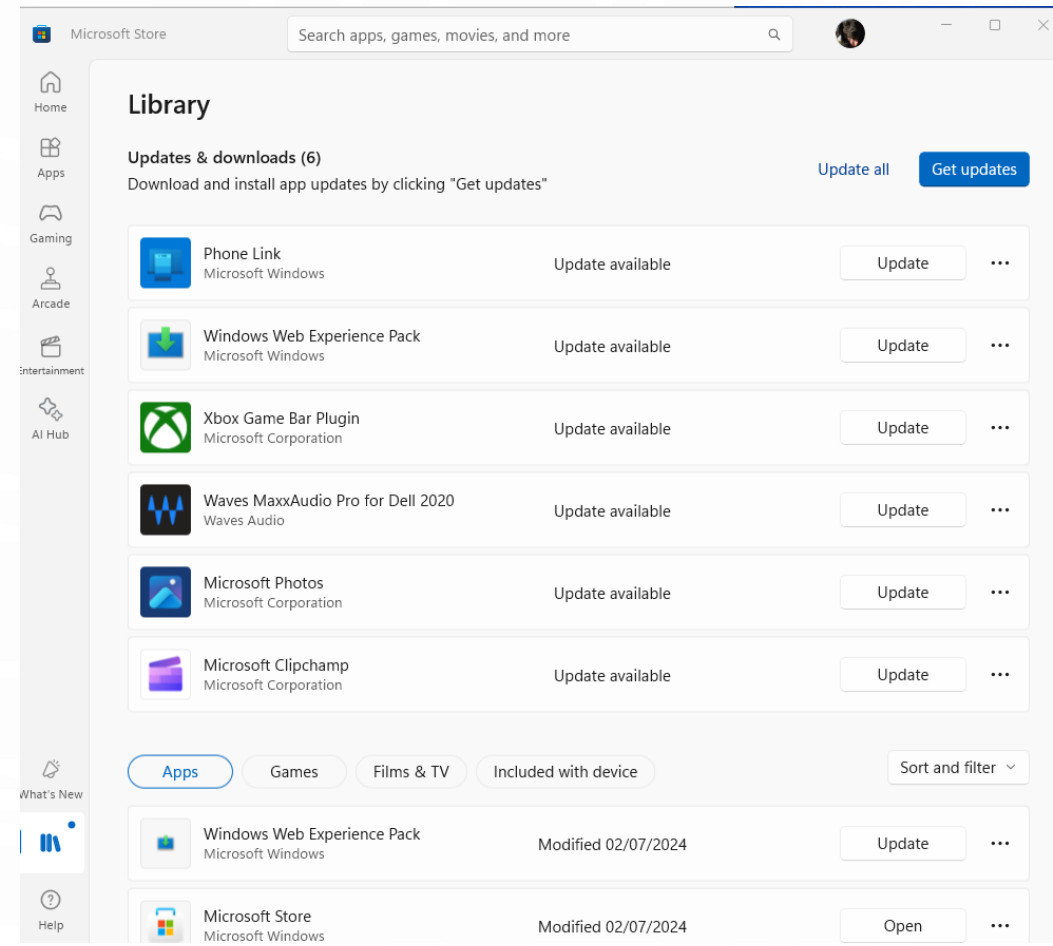 Microsoft Store
Search apps, games, movies, and more
Home
Apps
Gaming
Arcade
Entertainment
AI Hub
What's New
Help
Library
Updates & downloads (6)
Download and install app updates by clicking "Get updates"
Update all
Get updates
Phone Link
Microsoft Windows
Update available
Update
Windows Web Experience Pack
Microsoft Windows
Update available
Update
Xbox Game Bar Plugin
Microsoft Corporation
Update available
Update
Waves MaxxAudio Pro for Dell 2020
Waves Audio
Update available
Update
Microsoft Photos
Microsoft Corporation
Update available
Update
Microsoft Clipchamp
Microsoft Corporation
Update available
Update
Apps
Games
Films & TV
Included with device
Sort and filter
Windows Web Experience Pack
Microsoft Windows
Modified 02/07/2024
Update
Microsoft Store
Microsoft Windows
Modified 02/07/2024
Open